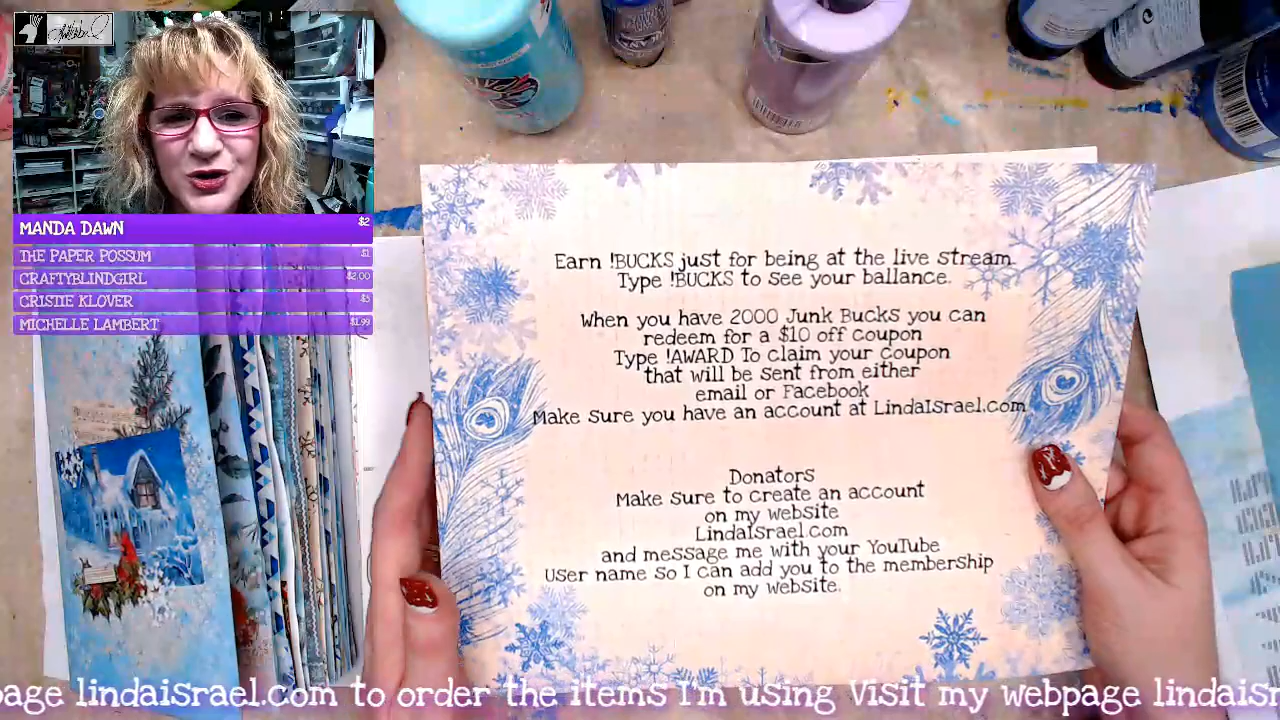 MANDA DAWN $2
THE PAPER POSSUM $1
CRAFTYBLINDGIRL $2.00
CRISTIE KLOVER $5
MICHELLE LAMBERT $1.99
Earn !BUCKS just for being at the live stream.
Type !BUCKS to see your ballance.
When you have 2000 Junk Bucks you can
redeem for a $10 off coupon
Type !AWARD To claim your coupon
that will be sent from either
email or Facebook
Make sure you have an account at LindaIsrael.com
Donators
Make sure to create an account
on my website
LindaIsrael.com
and message me with your YouTube
User name so I can add you to the membership
on my website.
page lindaisrael.com to order the items I'm using Visit my webpage lindaisr